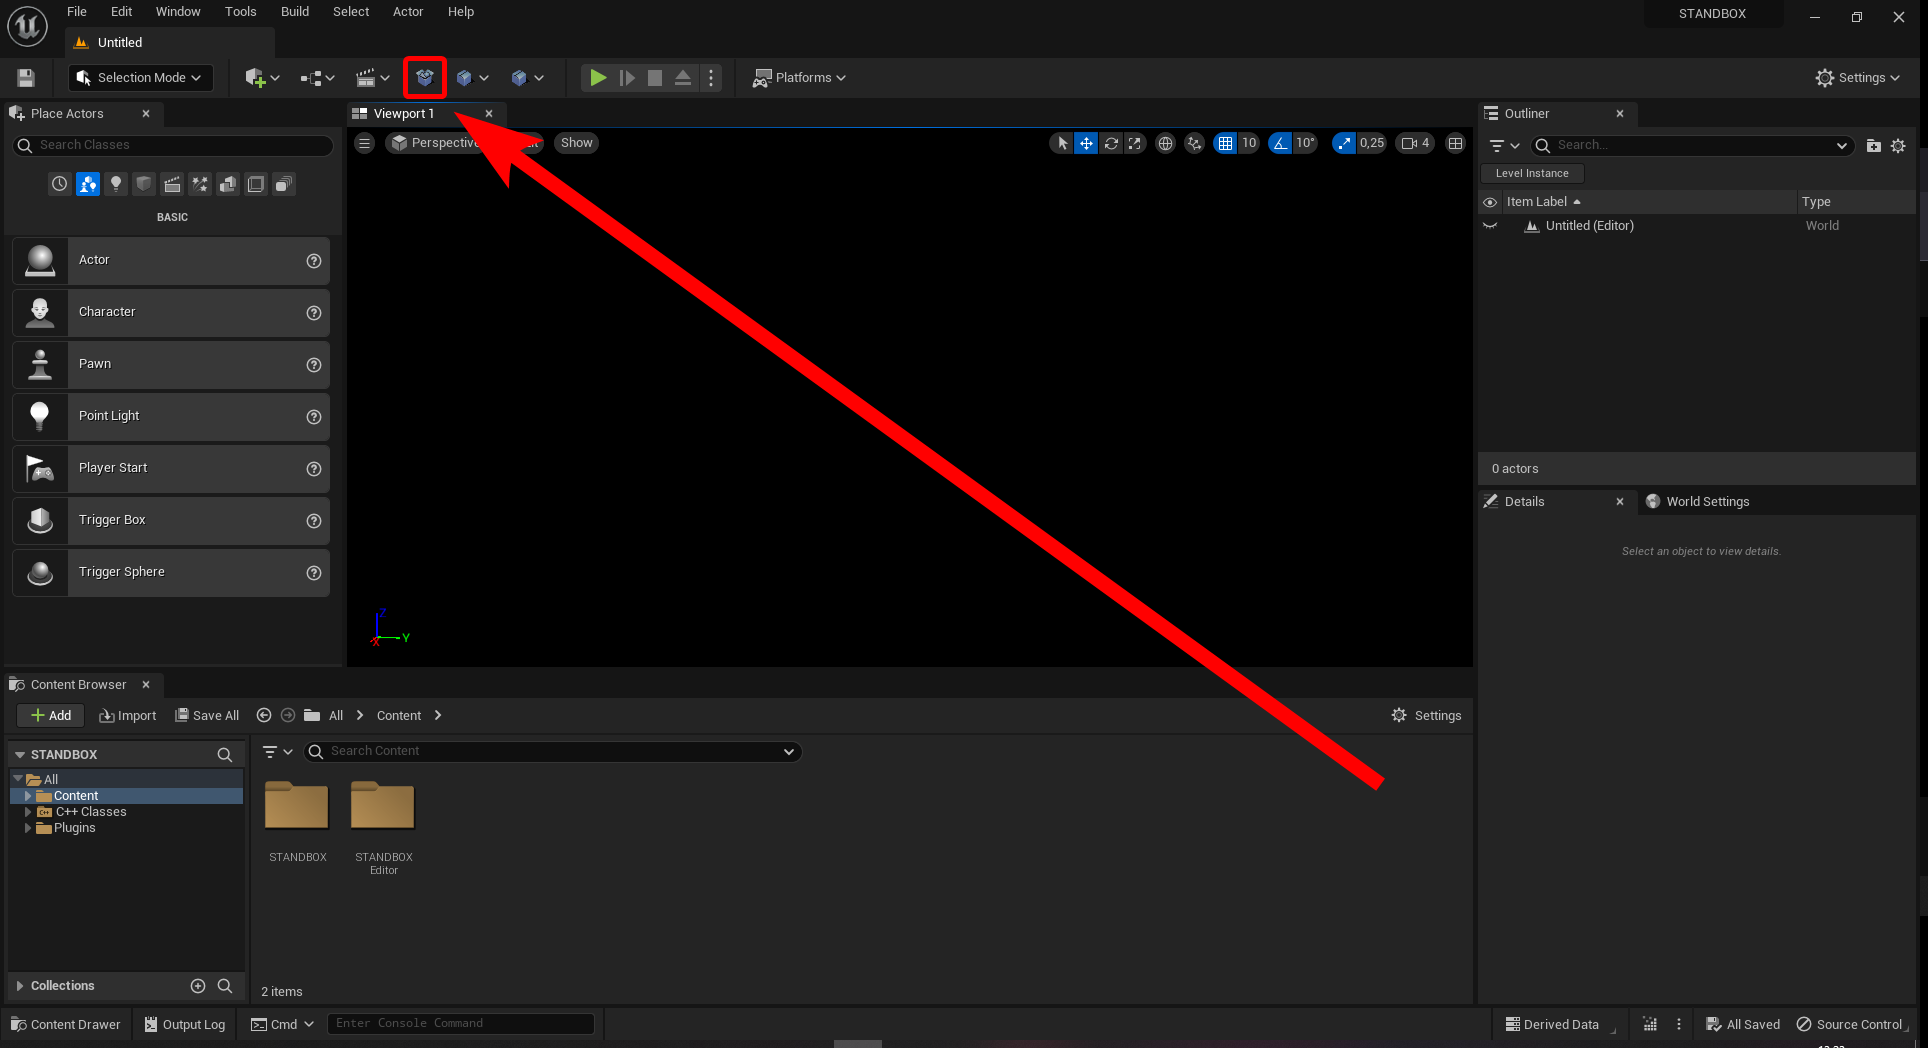 File Edit Window Tools Build Select Actor Help
STANDBOX
Untitled
Selection Mode
Platforms
Settings
Place Actors
Viewport 1
Outliner
Search Classes
Perspective
Show
10
10°
0,25
4
Search...
Level Instance
BASIC
Item Label
Type
Untitled (Editor)
World
Actor
Character
Pawn
Point Light
Player Start
Trigger Box
Trigger Sphere
0 actors
Details
World Settings
Select an object to view details.
Z
Y
X
Content Browser
Add
Import
Save All
All
Content
Settings
STANDBOX
Search Content
All
Content
C++ Classes
Plugins
STANDBOX
STANDBOX
Editor
Collections
2 items
Content Drawer
Output Log
Cmd
Enter Console Command
Derived Data
All Saved
Source Control